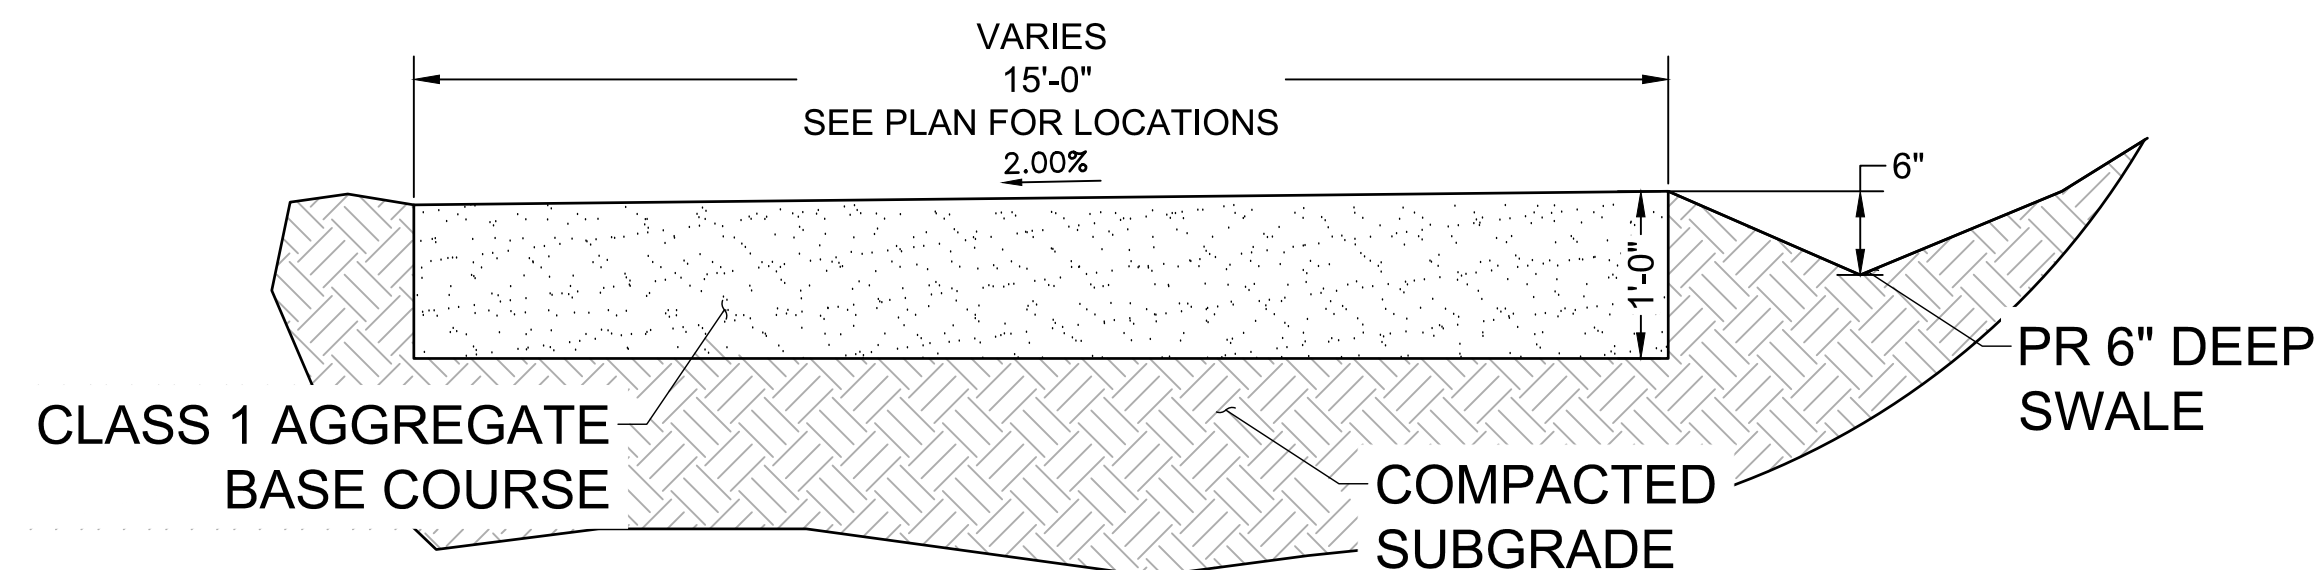 VARIES
15'-0"
SEE PLAN FOR LOCATIONS
2.00%
6"
1'-0"
PR 6" DEEP
SWALE
CLASS 1 AGGREGATE
BASE COURSE
COMPACTED
SUBGRADE